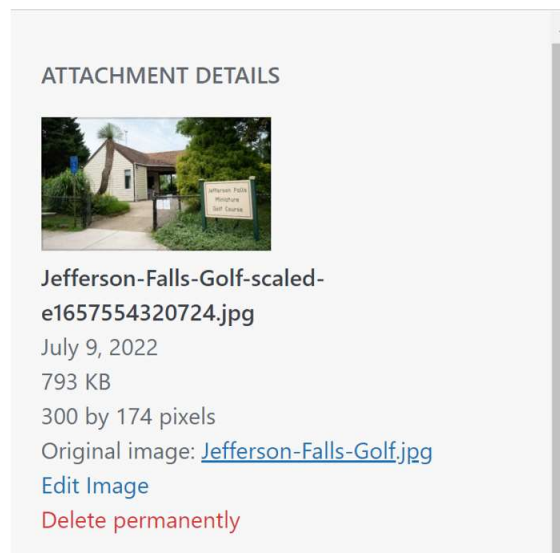 ATTACHMENT DETAILS
Jefferson Falls
Miniature
Golf Course
Jefferson-Falls-Golf-scaled-
e1657554320724.jpg
July 9, 2022
793 KB
300 by 174 pixels
Original image: Jefferson-Falls-Golf.jpg
Edit Image
Delete permanently